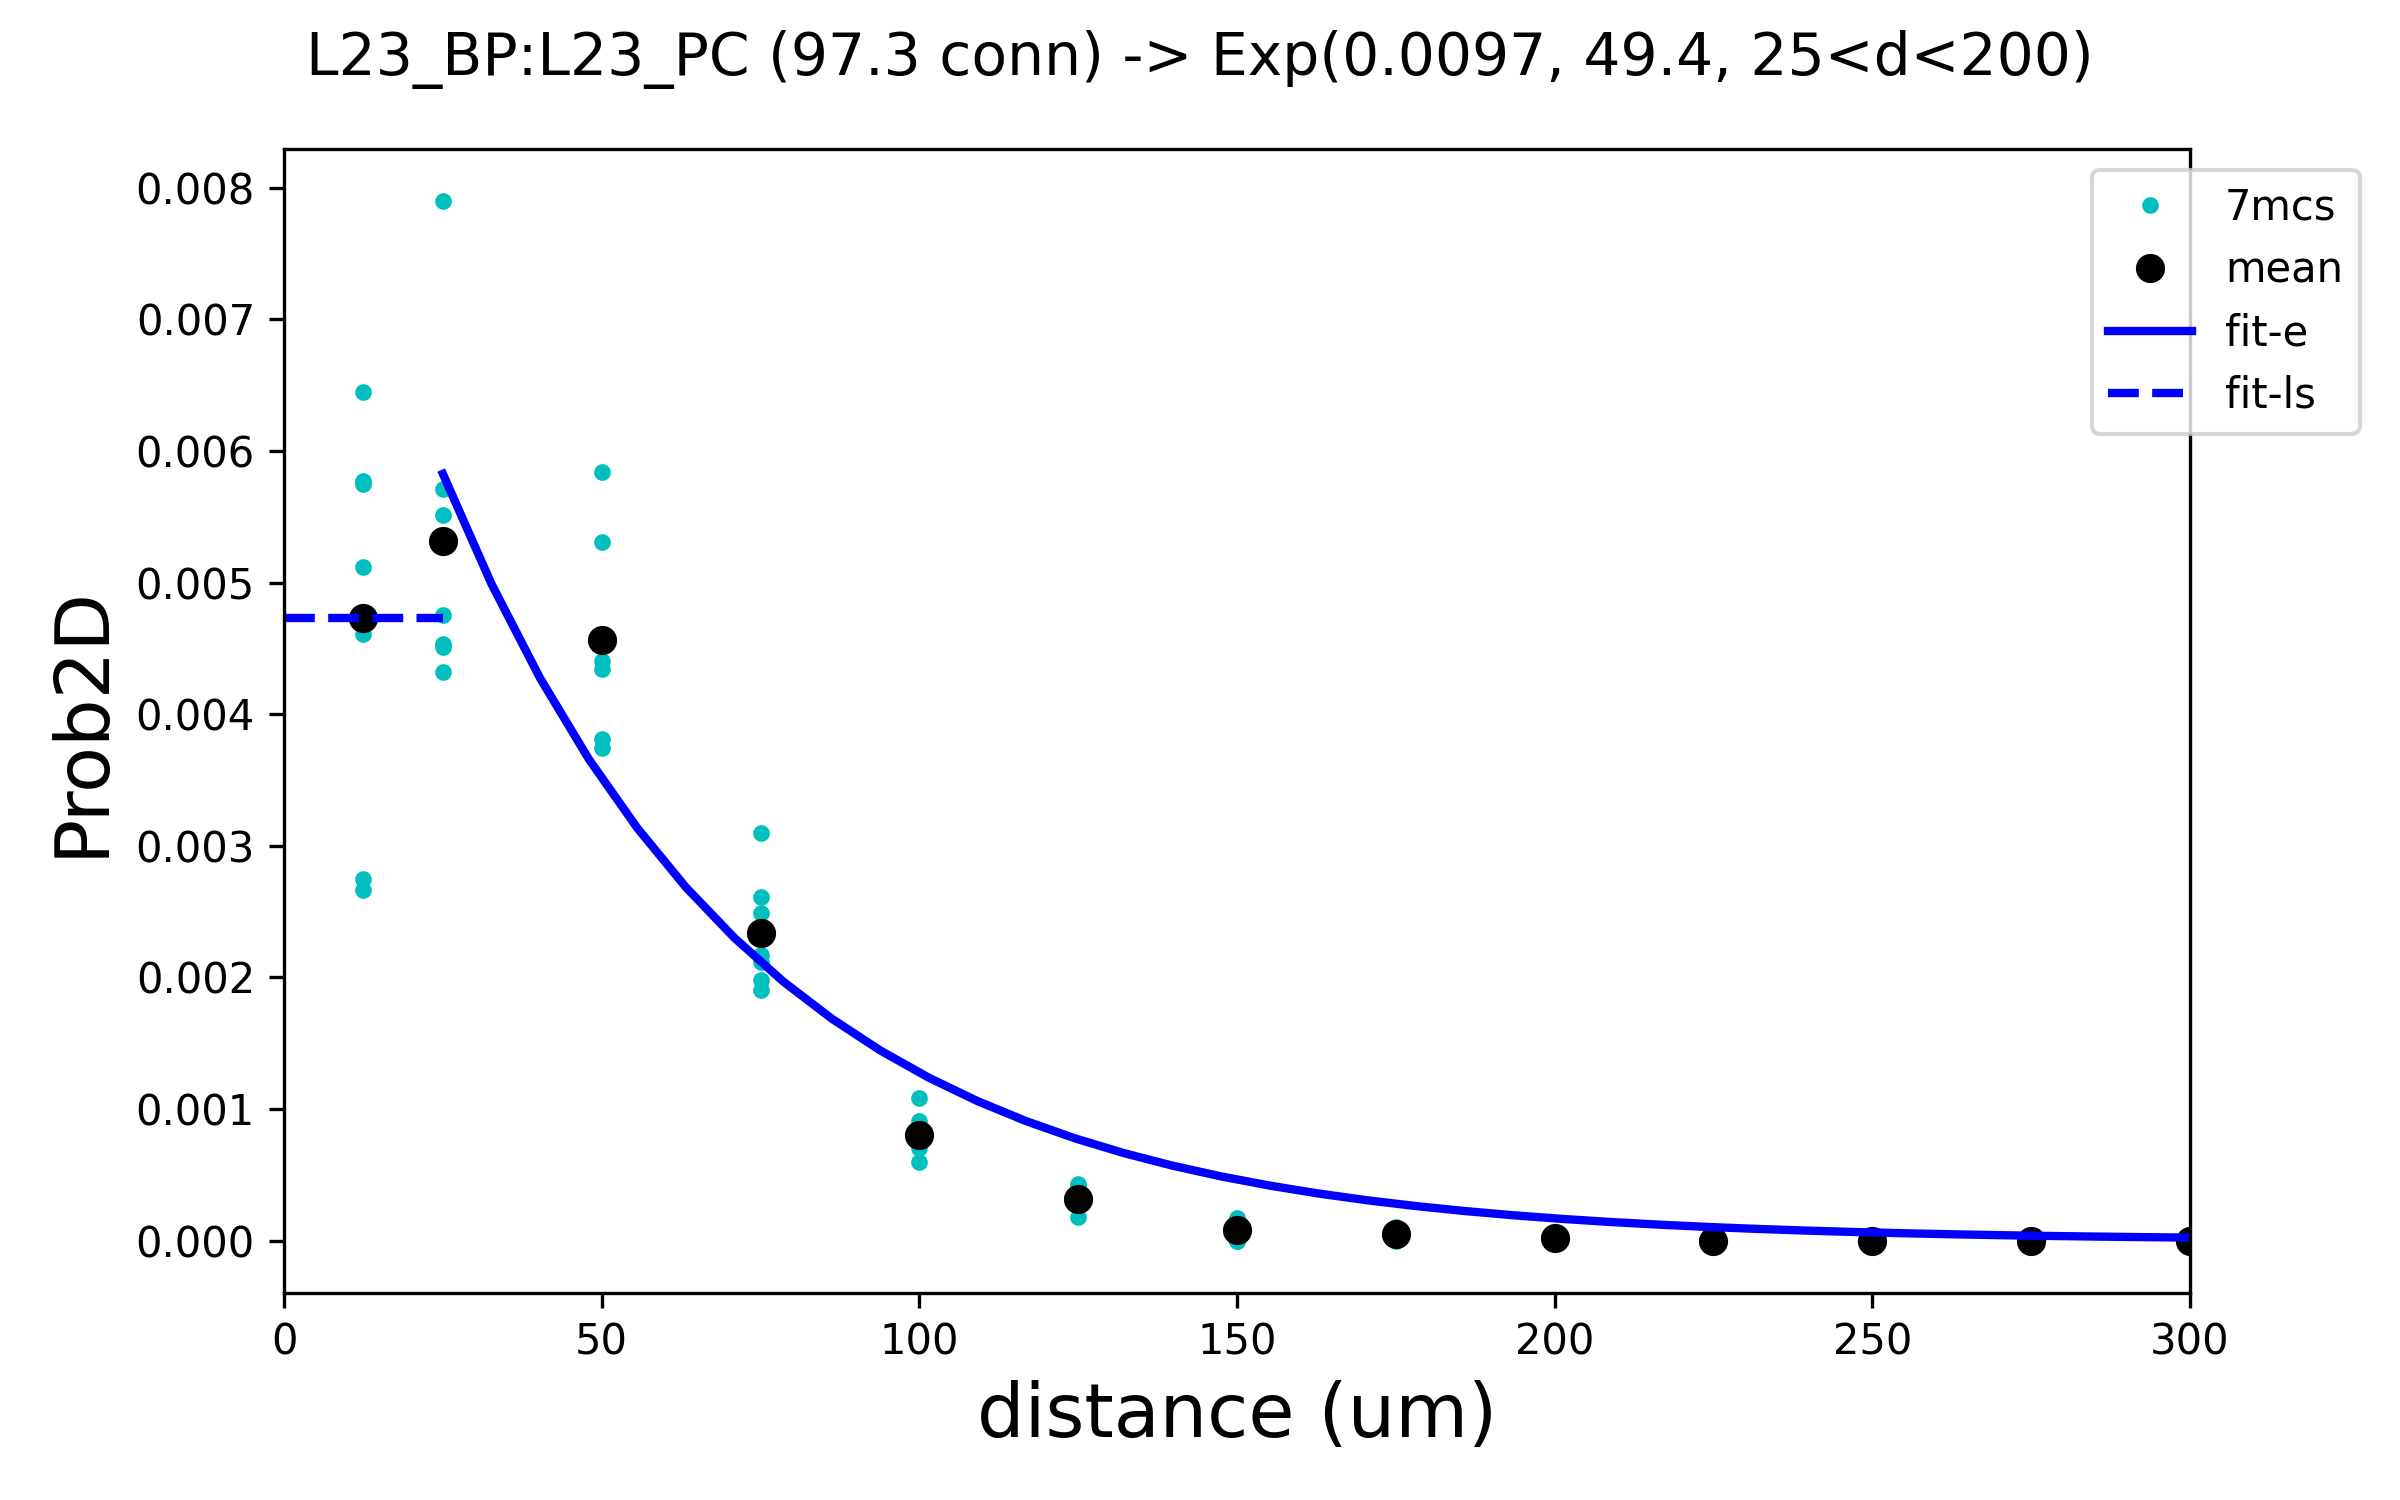 L23_BP:L23_PC (97.3 conn) -> Exp(0.0097, 49.4, 25<d<200)
7mcs
mean
fit-e
fit-ls
Prob2D
0.008
0.007
0.006
0.005
0.004
0.003
0.002
0.001
0.000
0 50 100 150 200 250 300
distance (um)